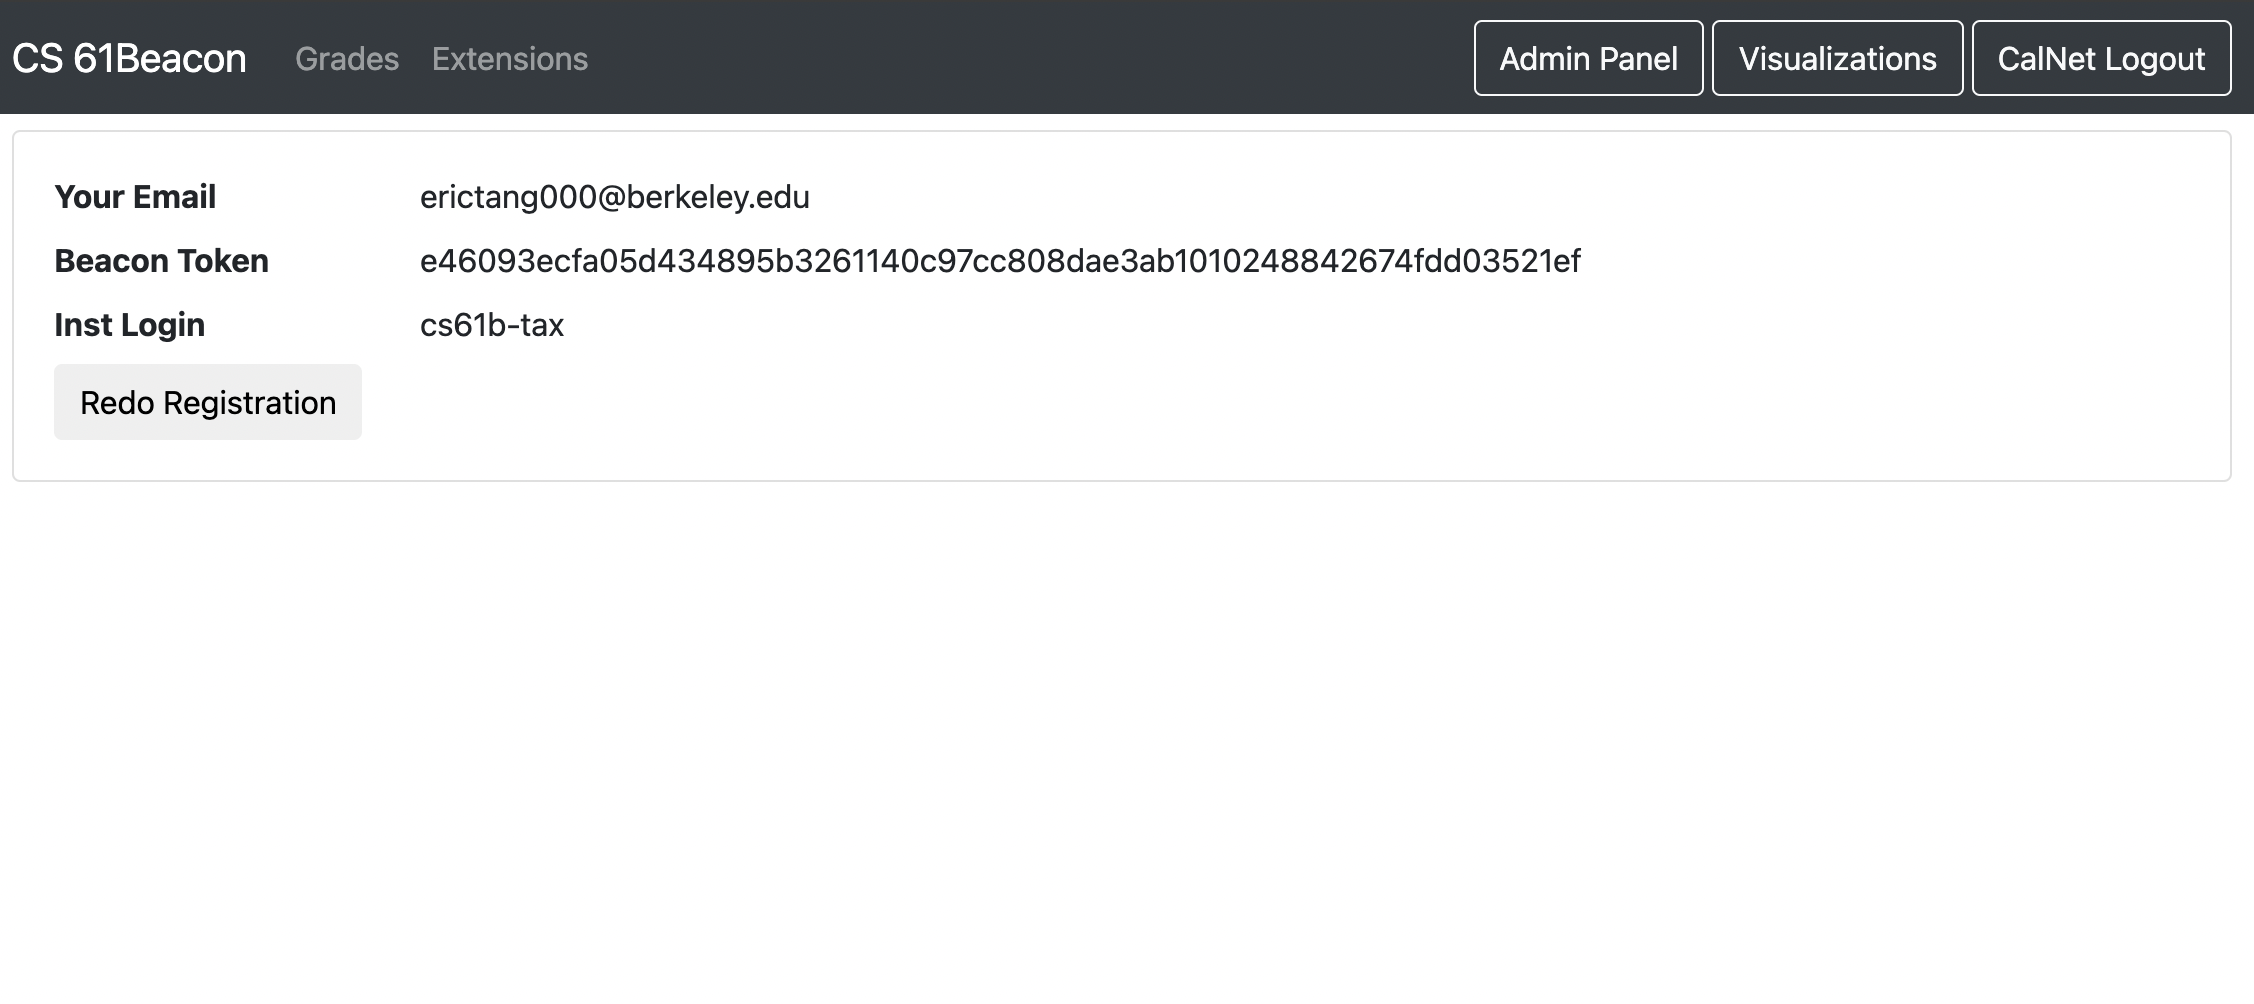 CS 61Beacon Grades Extensions Admin Panel Visualizations CalNet Logout
Your Email erictang000@berkeley.edu
Beacon Token e46093ecfa05d434895b3261140c97cc808dae3ab1010248842674fdd03521ef
Inst Login cs61b-tax
Redo Registration